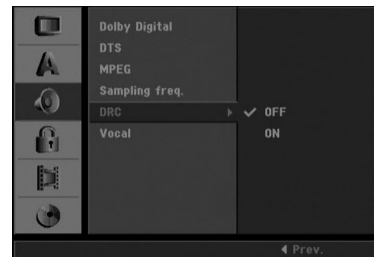 Dolby Digital
DTS
MPEG
Sampling freq.
DRC ▶ ✓ OFF
Vocal ON
◀ Prev.